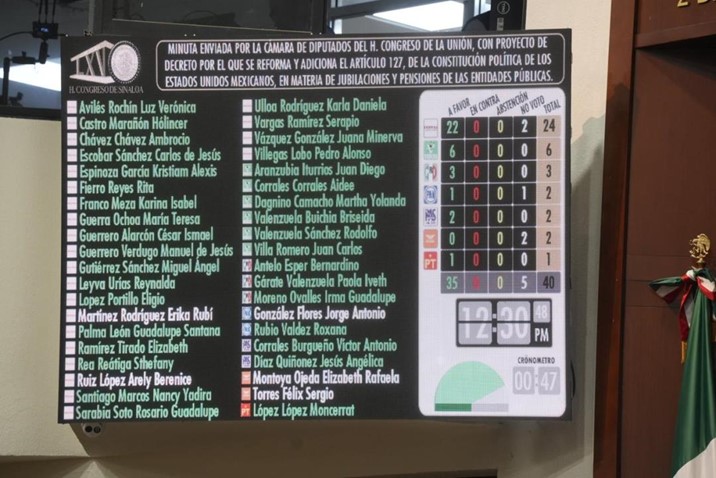 MINUTA ENVIADA POR LA CÁMARA DE DIPUTADOS DEL H. CONGRESO DE LA UNIÓN, CON PROYECTO DE
DECRETO POR EL QUE SE REFORMA Y ADICIONA EL ARTÍCULO 127, DE LA CONSTITUCIÓN POLÍTICA DE LOS
ESTADOS UNIDOS MEXICANOS, EN MATERIA DE JUBILACIONES Y PENSIONES DE LAS ENTIDADES PÚBLICAS.
H. CONGRESO DE SINALOA
Avilés Rochín Luz Verónica
Castro Marañón Hólincer
Chávez Chávez Ambrocio
Escobar Sánchez Carlos de Jesús
Espinoza García Kristiam Alexis
Fierro Reyes Rita
Franco Meza Karina Isabel
Guerra Ochoa María Teresa
Guerrero Alarcón César Ismael
Guerrero Verdugo Manuel de Jesús
Gutiérrez Sánchez Miguel Ángel
Leyva Urías Reynalda
Lopez Portillo Eligio
Martínez Rodríguez Erika Rubí
Palma León Guadalupe Santana
Ramírez Tirado Elizabeth
Rea Reátiga Sthefany
Ruiz López Arely Berenice
Santiago Marcos Nancy Yadira
Sarabia Soto Rosario Guadalupe
Ulloa Rodríguez Karla Daniela
Vargas Ramírez Serapio
Vázquez González Juana Minerva
Villegas Lobo Pedro Alonso
Aranzubia Iturrios Juan Diego
Corrales Corrales Aidee
Dagnino Camacho Martha Yolanda
Valenzuela Buichia Briseida
Valenzuela Sánchez Rodolfo
Villa Romero Juan Carlos
Antelo Esper Bernardino
Gárate Valenzuela Paola Iveth
Moreno Ovalles Irma Guadalupe
González Flores Jorge Antonio
Rubio Valdez Roxana
Corrales Burgueño Víctor Antonio
Díaz Quiñonez Jesús Angélica
Montoya Ojeda Elizabeth Rafaela
Torres Félix Sergio
López López Moncerrat
A FAVOR EN CONTRA ABSTENCIÓN NO VOTO TOTAL
22 0 0 2 24
6 0 0 0 6
3 0 0 0 3
1 0 0 1 2
2 0 0 0 2
0 0 0 2 2
PT 1 0 0 0 1
35 0 0 5 40
12:30 48
PM
CRÓNOMETRO
00:47